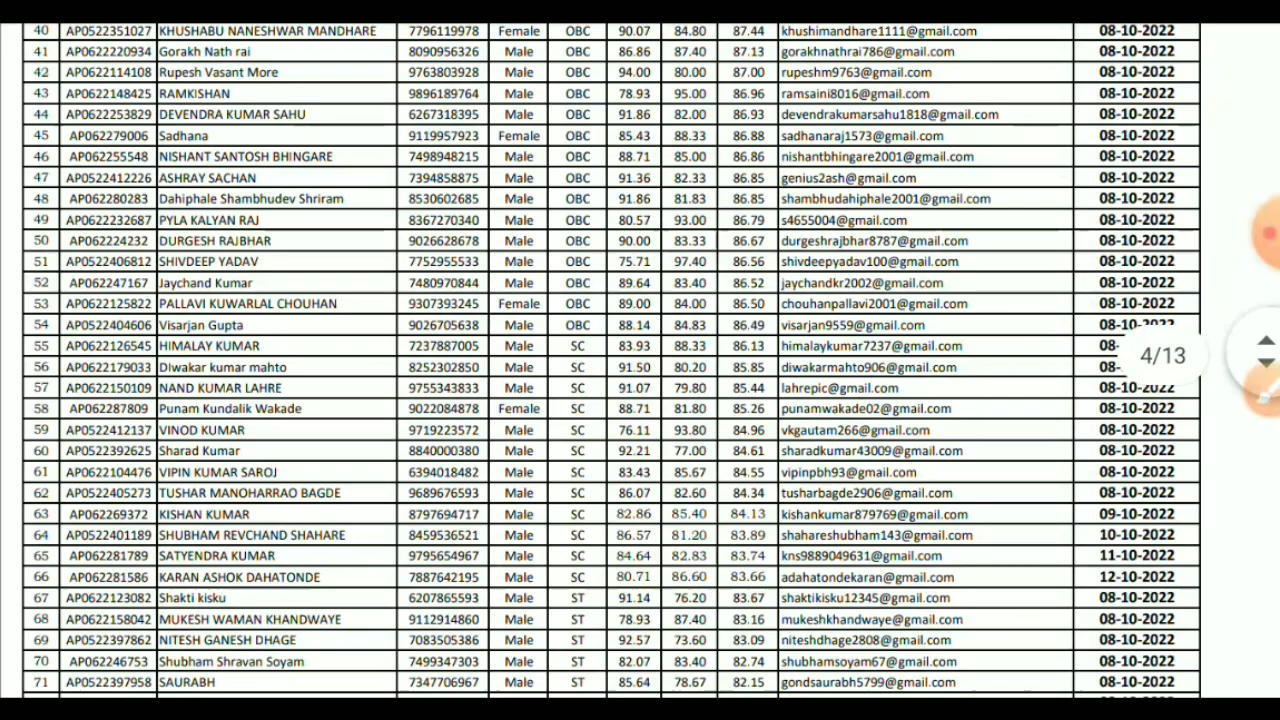 40 AP0522351027 KHUSHABU NANESHWAR MANDHARE 7796119978 Female OBC 90.07 84.80 87.44 khushimandhare1111@gmail.com 08-10-2022
41 AP0622220934 Gorakh Nath rai 8090956326 Male OBC 86.86 87.40 87.13 gorakhnathrai786@gmail.com 08-10-2022
42 AP0622114108 Rupesh Vasant More 9763803928 Male OBC 94.00 80.00 87.00 rupeshm9763@gmail.com 08-10-2022
43 AP0622148425 RAMKISHAN 9896189764 Male OBC 78.93 95.00 86.96 ramsaini8016@gmail.com 08-10-2022
44 AP0622253829 DEVENDRA KUMAR SAHU 6267318395 Male OBC 91.86 82.00 86.93 devendrakumarsahu1818@gmail.com 08-10-2022
45 AP062279006 Sadhana 9119957923 Female OBC 85.43 88.33 86.88 sadhanaraj1573@gmail.com 08-10-2022
46 AP062255548 NISHANT SANTOSH BHINGARE 7498948215 Male OBC 88.71 85.00 86.86 nishantbhingare2001@gmail.com 08-10-2022
47 AP0522412226 ASHRAY SACHAN 7394858875 Male OBC 91.36 82.33 86.85 genius2ash@gmail.com 08-10-2022
48 AP062280283 Dahiphale Shambhudev Shriram 8530602685 Male OBC 91.86 81.83 86.85 shambhudahiphale2001@gmail.com 08-10-2022
49 AP0622232687 PYLA KALYAN RAJ 8367270340 Male OBC 80.57 93.00 86.79 s4655004@gmail.com 08-10-2022
50 AP062224232 DURGESH RAJBHAR 9026628678 Male OBC 90.00 83.33 86.67 durgeshrajbhar8787@gmail.com 08-10-2022
51 AP0522406812 SHIVDEEP YADAV 7752955533 Male OBC 75.71 97.40 86.56 shivdeepyadav100@gmail.com 08-10-2022
52 AP062247167 Jaychand Kumar 7480970844 Male OBC 89.64 83.40 86.52 jaychandkr2002@gmail.com 08-10-2022
53 AP0622125822 PALLAVI KUWARLAL CHOUHAN 9307393245 Female OBC 89.00 84.00 86.50 chouhanpallavi2001@gmail.com 08-10-2022
54 AP0522404606 Visarjan Gupta 9026705638 Male OBC 88.14 84.83 86.49 visarjan9559@gmail.com 08-10-2022
55 AP0622126545 HIMALAY KUMAR 7237887005 Male SC 83.93 88.33 86.13 himalaykumar7237@gmail.com 08-
56 AP0622179033 DIwakar kumar mahto 8252302850 Male SC 91.50 80.20 85.85 diwakarmahto906@gmail.com 08-
57 AP0622150109 NAND KUMAR LAHRE 9755343833 Male SC 91.07 79.80 85.44 lahrepic@gmail.com 08-10-2022
4/13
58 AP062287809 Punam Kundalik Wakade 9022084878 Female SC 88.71 81.80 85.26 punamwakade02@gmail.com 08-10-2022
59 AP0522412137 VINOD KUMAR 9719223572 Male SC 76.11 93.80 84.96 vkgautam266@gmail.com 08-10-2022
60 AP0522392625 Sharad Kumar 8840000380 Male SC 92.21 77.00 84.61 sharadkumar43009@gmail.com 08-10-2022
61 AP0622104476 VIPIN KUMAR SAROJ 6394018482 Male SC 83.43 85.67 84.55 vipinpbh93@gmail.com 08-10-2022
62 AP0522405273 TUSHAR MANOHARRAO BAGDE 9689676593 Male SC 86.07 82.60 84.34 tusharbagde2906@gmail.com 08-10-2022
63 AP062269372 KISHAN KUMAR 8797694717 Male SC 82.86 85.40 84.13 kishankumar879769@gmail.com 09-10-2022
64 AP0522401189 SHUBHAM REVCHAND SHAHARE 8459536521 Male SC 86.57 81.20 83.89 shahareshubham143@gmail.com 10-10-2022
65 AP062281789 SATYENDRA KUMAR 9795654967 Male SC 84.64 82.83 83.74 kns9889049631@gmail.com 11-10-2022
66 AP062281586 KARAN ASHOK DAHATONDE 7887642195 Male SC 80.71 86.60 83.66 adahatondekaran@gmail.com 12-10-2022
67 AP0622123082 Shakti kisku 6207865593 Male ST 91.14 76.20 83.67 shaktikisku12345@gmail.com 08-10-2022
68 AP0622158042 MUKESH WAMAN KHANDWAYE 9112914860 Male ST 78.93 87.40 83.16 mukeshkhandwaye@gmail.com 08-10-2022
69 AP0522397862 NITESH GANESH DHAGE 7083505386 Male ST 92.57 73.60 83.09 niteshdhage2808@gmail.com 08-10-2022
70 AP062246753 Shubham Shravan Soyam 7499347303 Male ST 82.07 83.40 82.74 shubhamsoyam67@gmail.com 08-10-2022
71 AP0522397958 SAURABH 7347706967 Male ST 85.64 78.67 82.15 gondsaurabh5799@gmail.com 08-10-2022